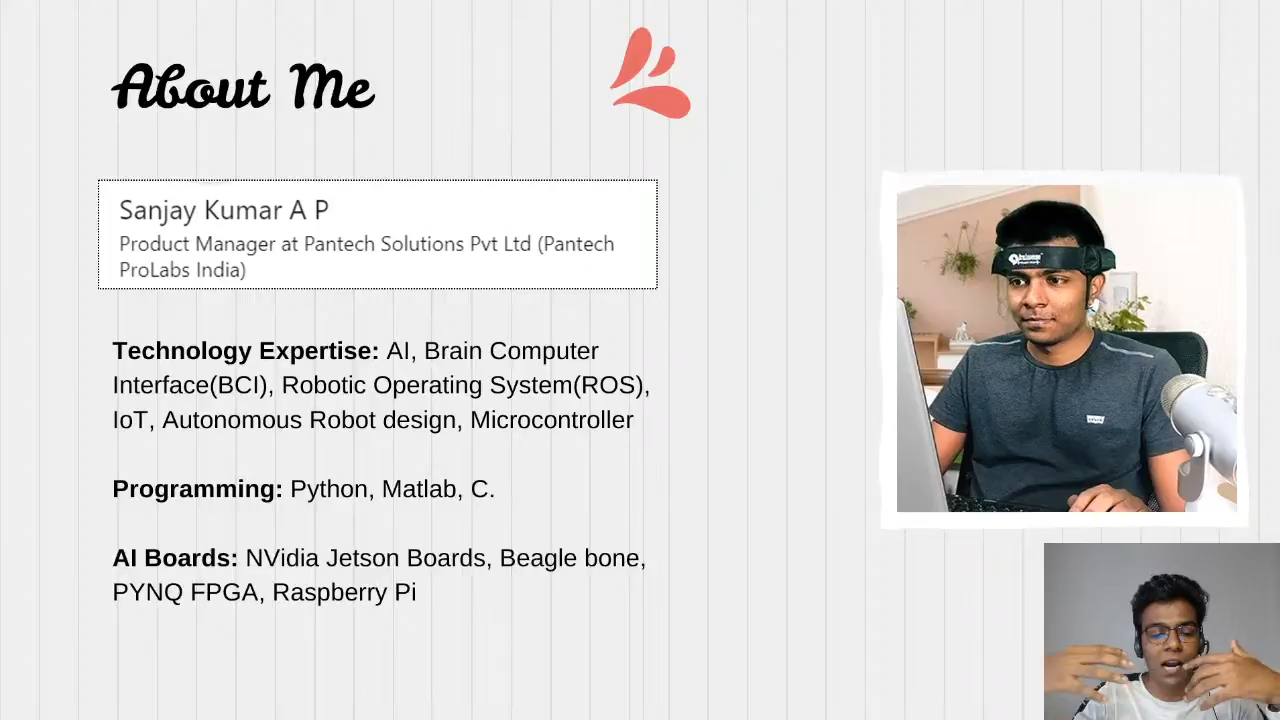 About Me
Sanjay Kumar A P
Product Manager at Pantech Solutions Pvt Ltd (Pantech
ProLabs India)
Technology Expertise: AI, Brain Computer
Interface(BCI), Robotic Operating System(ROS),
IoT, Autonomous Robot design, Microcontroller
Programming: Python, Matlab, C.
AI Boards: NVidia Jetson Boards, Beagle bone,
PYNQ FPGA, Raspberry Pi